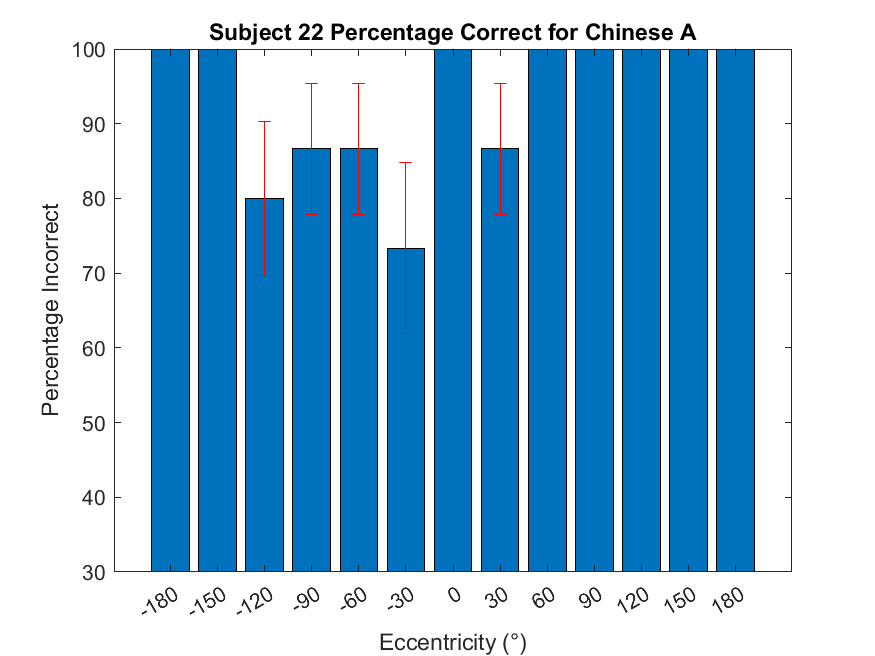 Subject 22 Percentage Correct for Chinese A
Percentage Incorrect
100
90
80
70
60
50
40
30
-180 -150 -120 -90 -60 -30 0 30 60 90 120 150 180
Eccentricity (°)